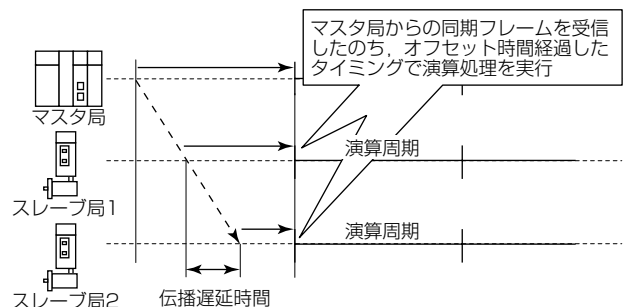 マスタ局からの同期フレームを受信
したのち，オフセット時間経過した
タイミングで演算処理を実行
マスタ局
演算周期
スレーブ局1
演算周期
スレーブ局2
伝播遅延時間